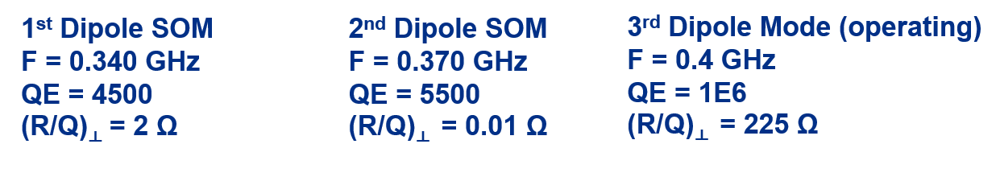 1st Dipole SOM
F = 0.340 GHz
QE = 4500
(R/Q)⊥ = 2 Ω
2nd Dipole SOM
F = 0.370 GHz
QE = 5500
(R/Q)⊥ = 0.01 Ω
3rd Dipole Mode (operating)
F = 0.4 GHz
QE = 1E6
(R/Q)⊥ = 225 Ω